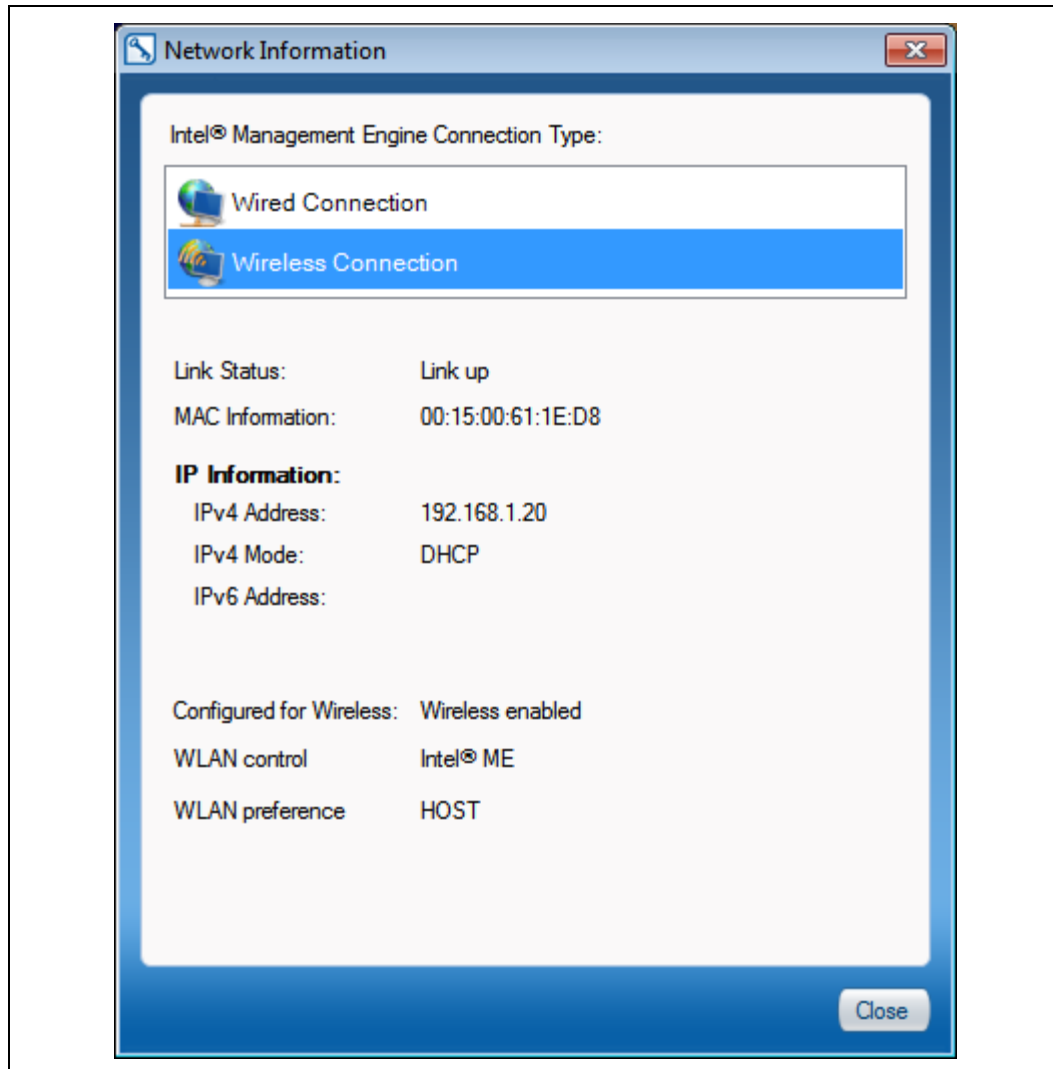 Network Information
Intel® Management Engine Connection Type:
Wired Connection
Wireless Connection
Link Status: Link up
MAC Information: 00:15:00:61:1E:D8
IP Information:
IPv4 Address: 192.168.1.20
IPv4 Mode: DHCP
IPv6 Address:
Configured for Wireless: Wireless enabled
WLAN control Intel® ME
WLAN preference HOST
Close